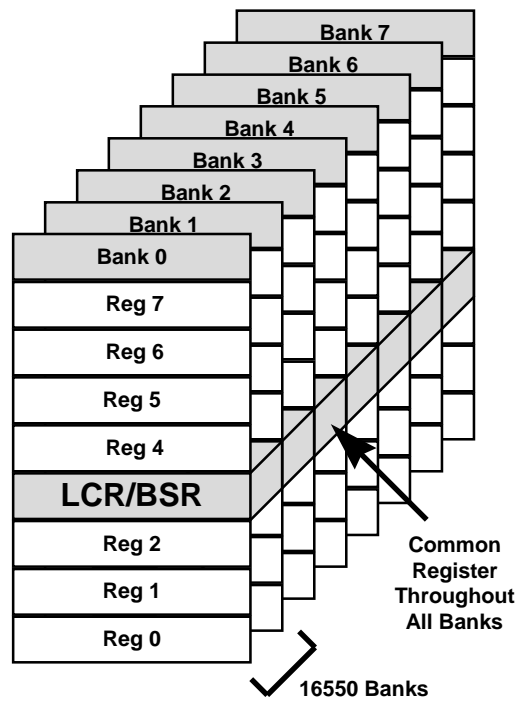 Bank 7
Bank 6
Bank 5
Bank 4
Bank 3
Bank 2
Bank 1
Bank 0
Reg 7
Reg 6
Reg 5
Reg 4
LCR/BSR
Reg 2
Reg 1
Reg 0
Common
Register
Throughout
All Banks
16550 Banks